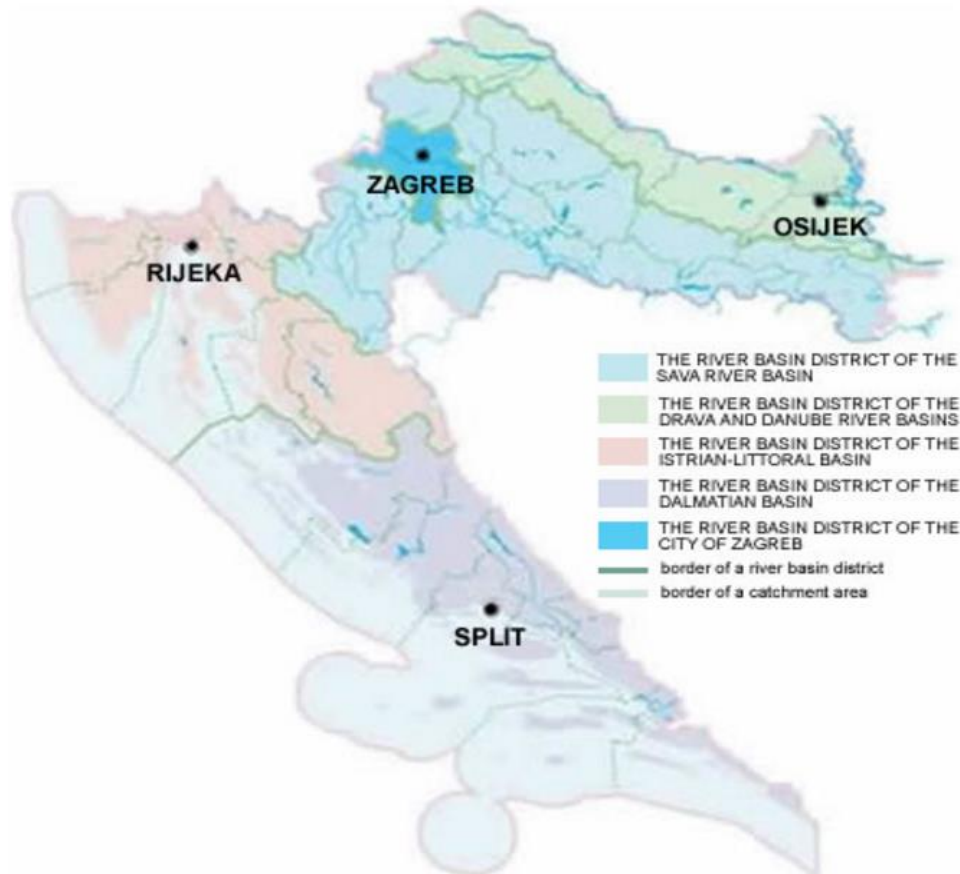 ZAGREB
OSIJEK
RIJEKA
THE RIVER BASIN DISTRICT OF THE
SAVA RIVER BASIN
THE RIVER BASIN DISTRICT OF THE
DRAVA AND DANUBE RIVER BASINS
THE RIVER BASIN DISTRICT OF THE
ISTRIAN-LITTORAL BASIN
THE RIVER BASIN DISTRICT OF THE
DALMATIAN BASIN
THE RIVER BASIN DISTRICT OF THE
CITY OF ZAGREB
border of a river basin district
border of a catchment area
SPLIT